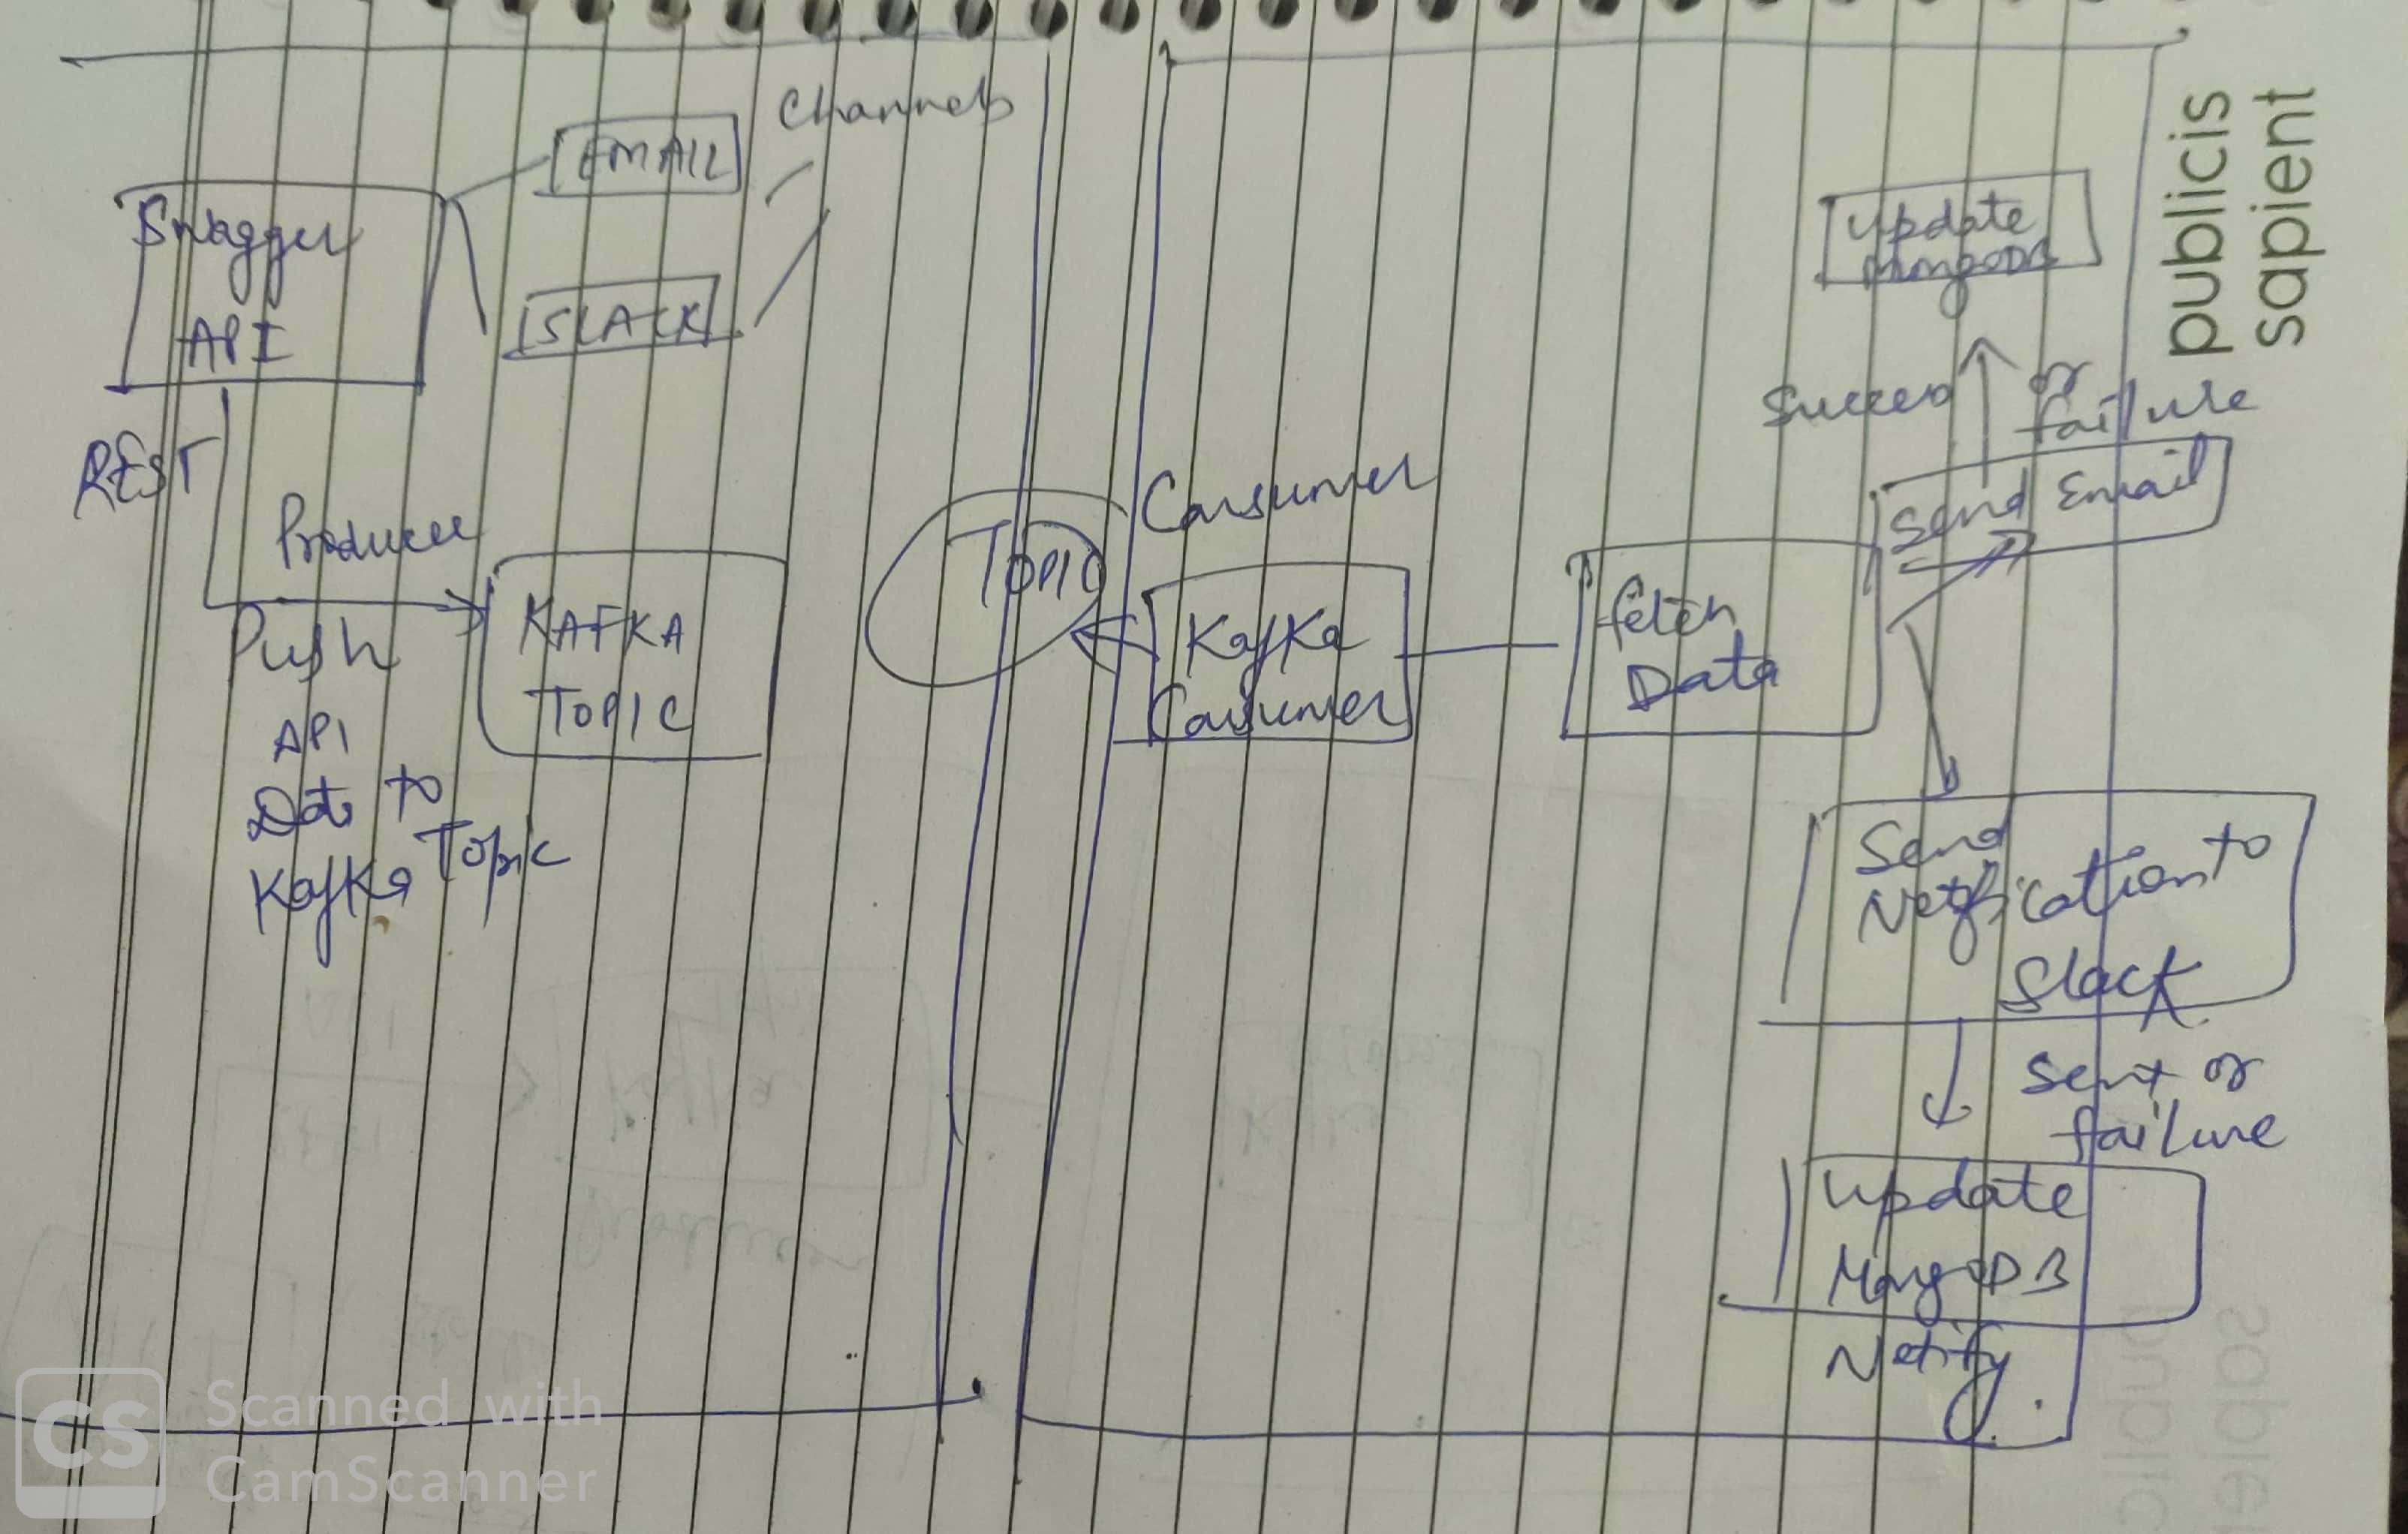 Channels
EMAIL
Swagger
API
SLACK
REST
Producer
Push
API
Data to
Kafka Topic
KAFKA
TOPIC
TOPIC
Consumer
Kafka
Consumer
fetch
Data
update
MongoDB
Success or
failure
Send Email
Send
Notification to
Slack
Sent or
failure
update
MongoDB
Notify
publicis
sapient
CS
Scanned with
CamScanner